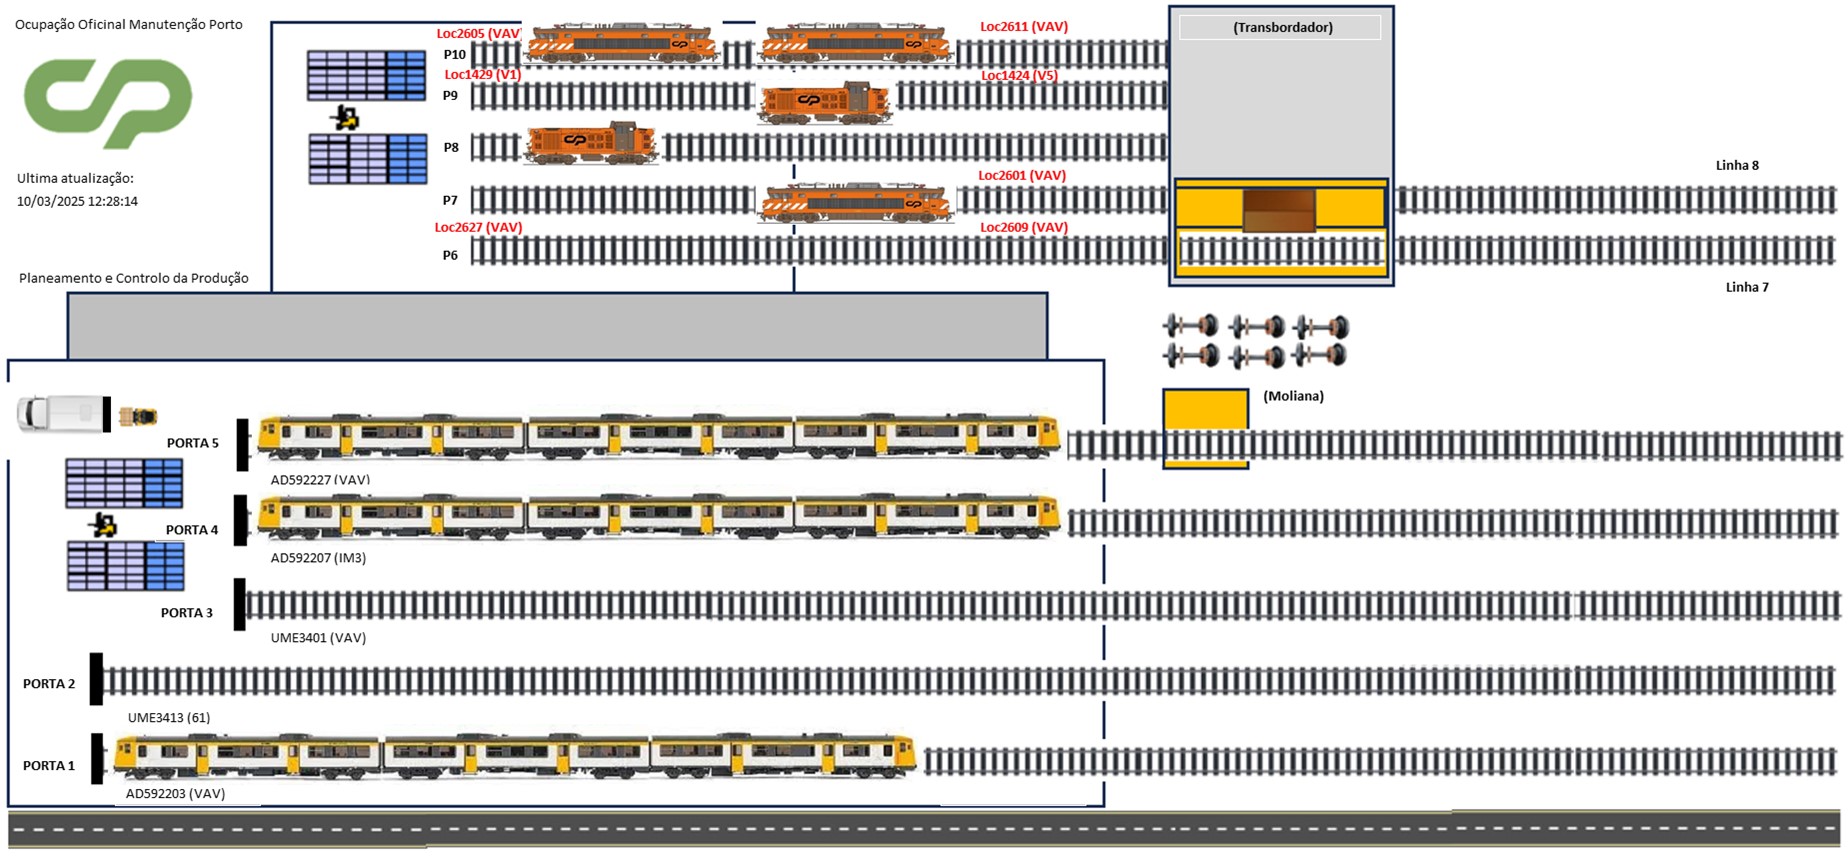 Ocupação Oficinal Manutenção Porto
Loc2605 (VAV)
Loc2611 (VAV)
(Transbordador)
P10
Loc1429 (V1)
Loc1424 (V5)
P9
P8
Ultima atualização:
10/03/2025 12:28:14
Loc2601 (VAV)
Linha 8
P7
Loc2627 (VAV)
Loc2609 (VAV)
P6
Planeamento e Controlo da Produção
Linha 7
(Moliana)
PORTA 5
AD592227 (VAV)
PORTA 4
AD592207 (IM3)
PORTA 3
UME3401 (VAV)
PORTA 2
UME3413 (61)
PORTA 1
AD592203 (VAV)